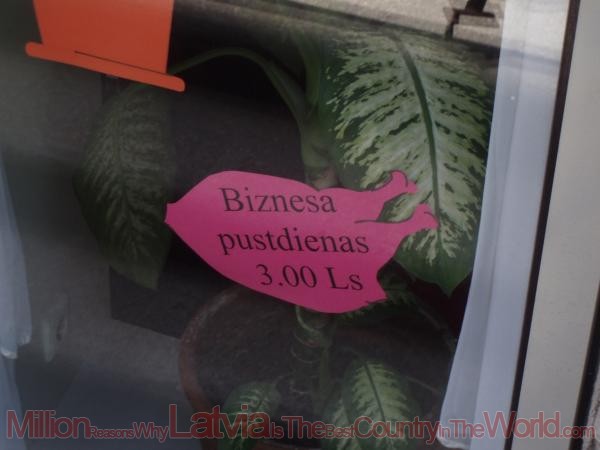 Biznesa
pustdienas
3.00 Ls
MillionReasonsWhyLatviaIsTheBestCountryInTheWorld.com